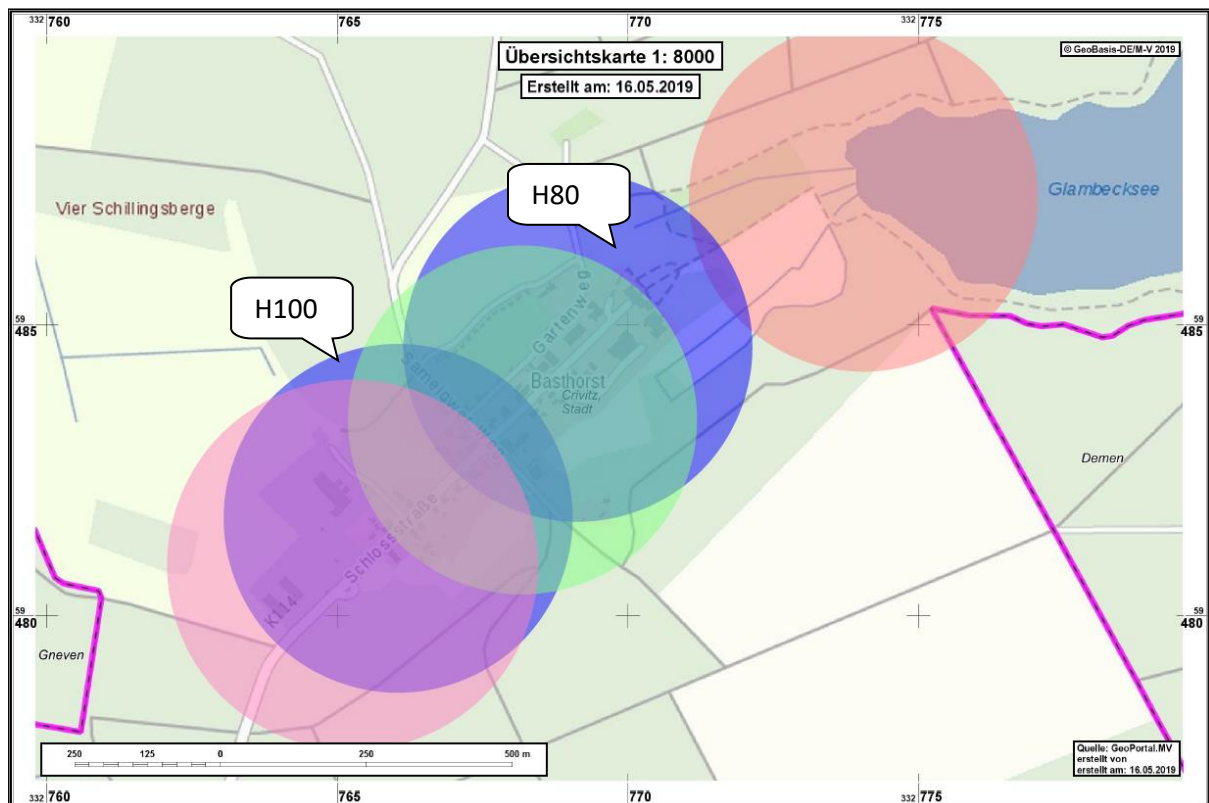 332 760
765
770
332 775
Übersichtskarte 1: 8000
Erstellt am: 16.05.2019
© GeoBasis-DE/M-V 2019
H80
Vier Schillingsberge
Glambecksee
H100
59
485
59
485
Gartenweg
Basthorst
Crivitz,
Stadt
Demen
Schlossstraße
K114
59
480
59
480
Gneven
250 125 0 250 500 m
Quelle: GeoPortal.MV
erstellt von
erstellt am: 16.05.2019
332 760
765
770
332 775